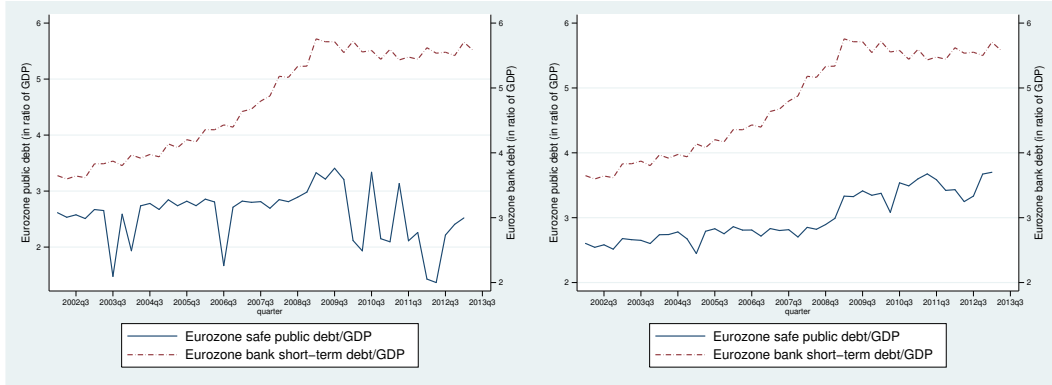 6
5
4
3
2
Eurozone public debt (in ratio of GDP)
6
5
4
3
2
Eurozone bank debt (in ratio of GDP)
2002q3 2003q3 2004q3 2005q3 2006q3 2007q3 2008q3 2009q3 2010q3 2011q3 2012q3 2013q3
quarter
Eurozone safe public debt/GDP
Eurozone bank short−term debt/GDP
6
5
4
3
2
Eurozone public debt (in ratio of GDP)
6
5
4
3
2
Eurozone bank debt (in ratio of GDP)
2002q3 2003q3 2004q3 2005q3 2006q3 2007q3 2008q3 2009q3 2010q3 2011q3 2012q3 2013q3
quarter
Eurozone safe public debt/GDP
Eurozone bank short−term debt/GDP